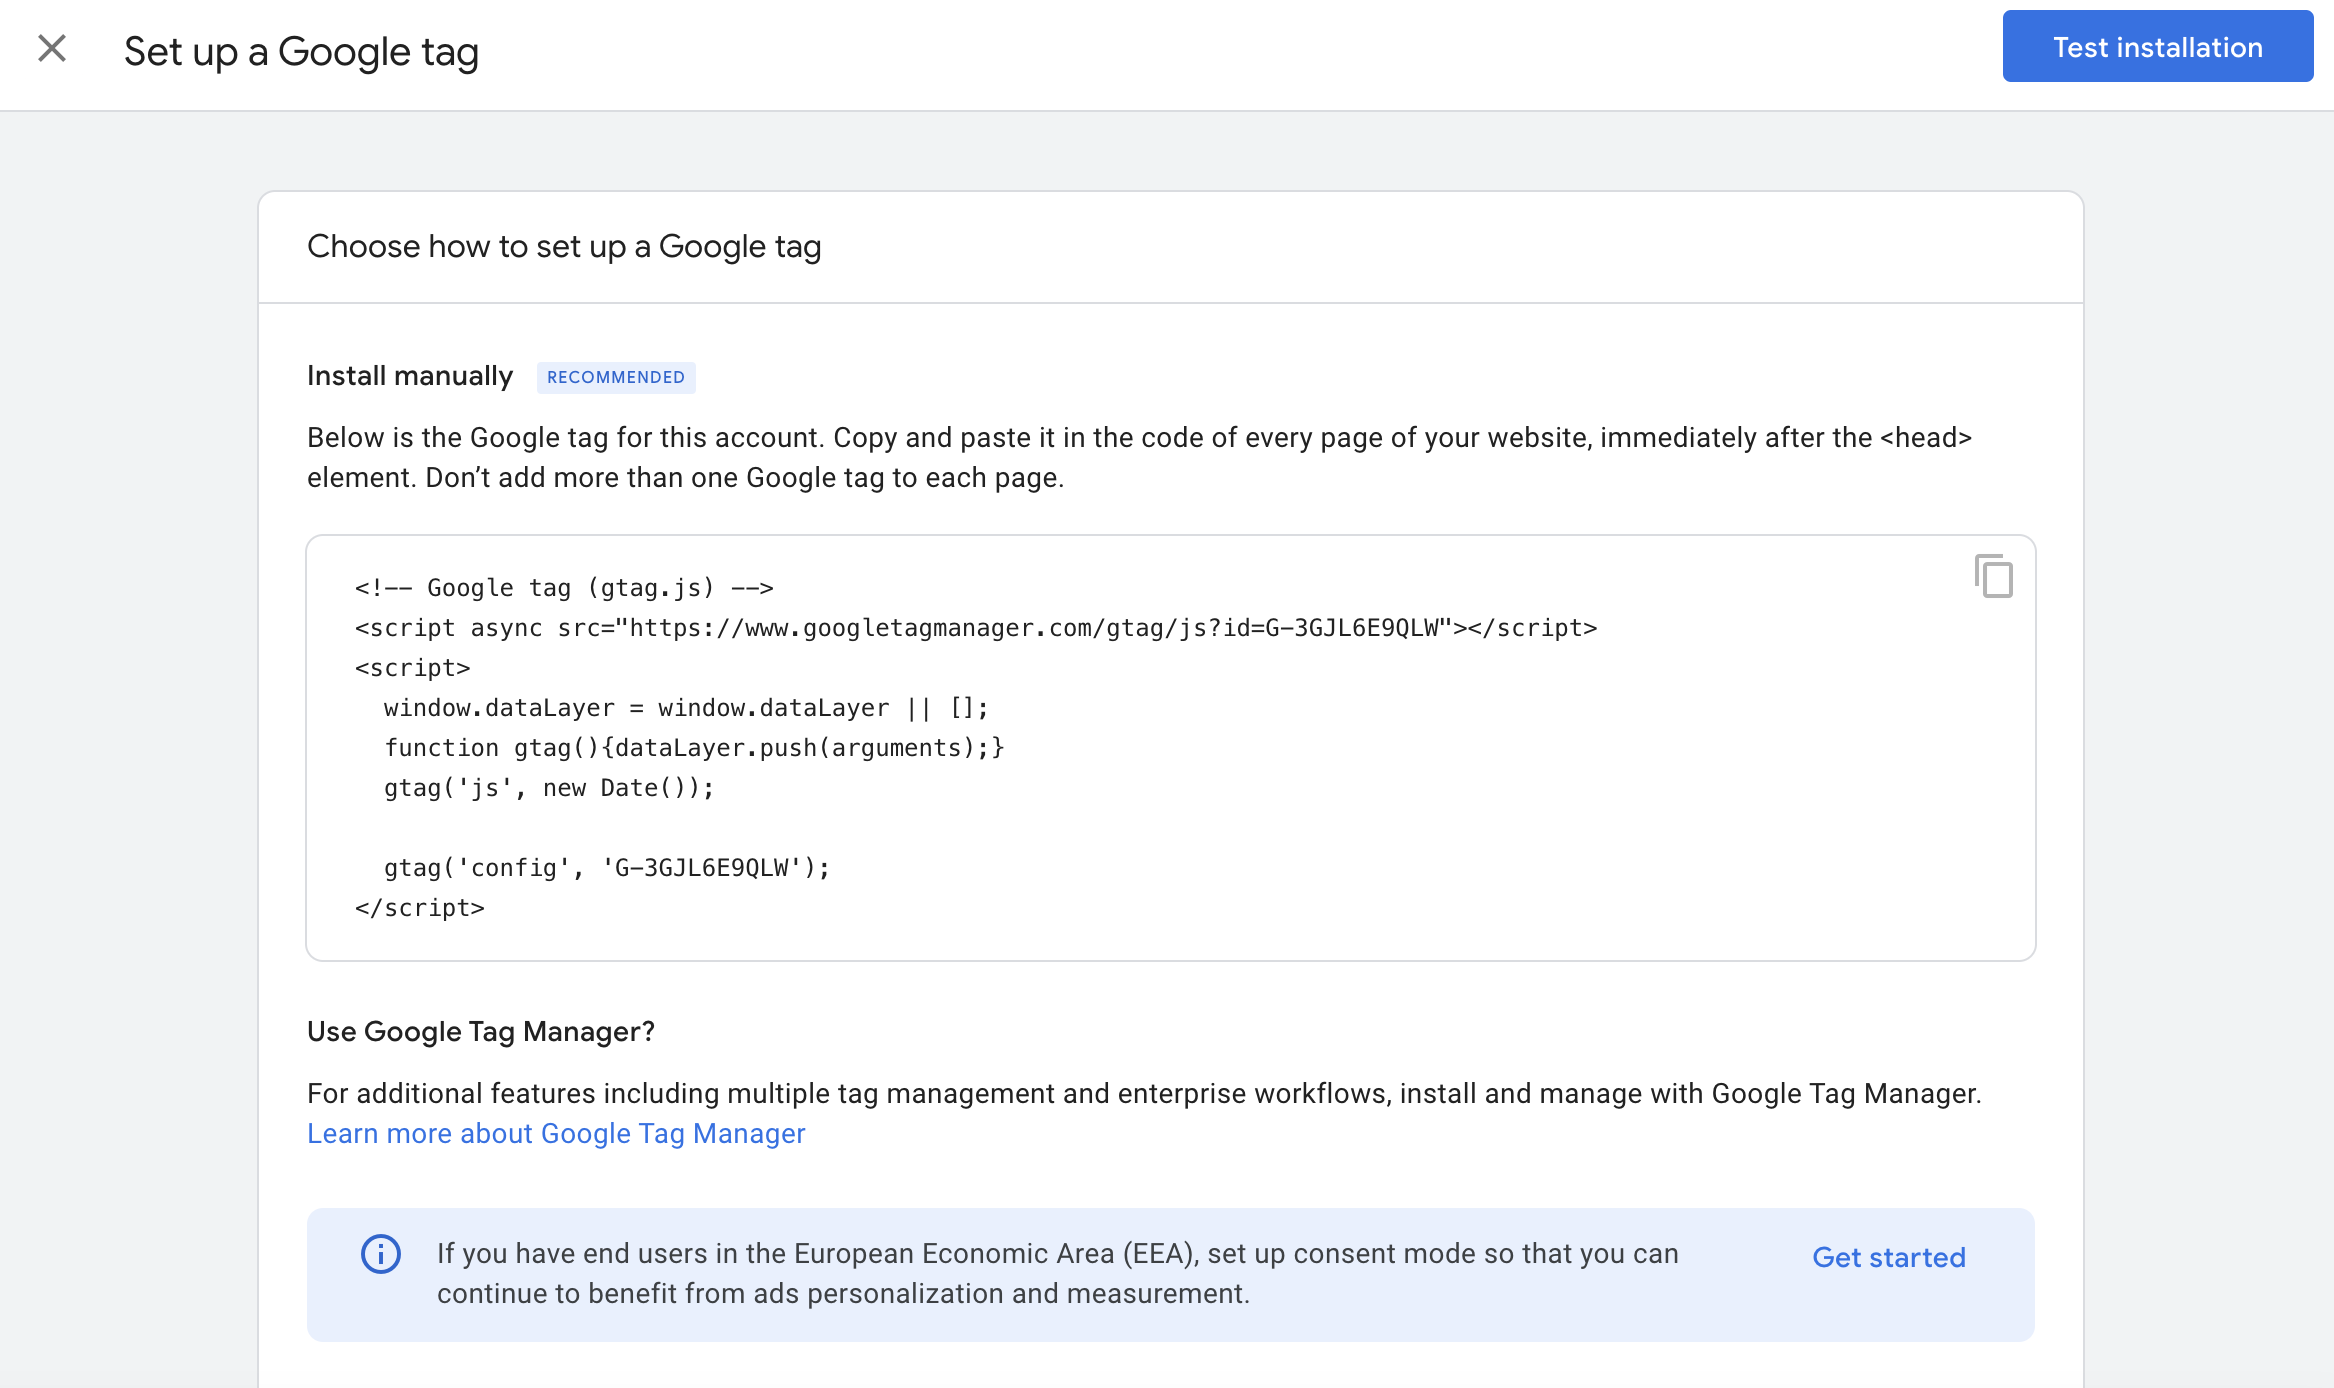 Set up a Google tag
Test installation
Choose how to set up a Google tag
Install manually
RECOMMENDED
Below is the Google tag for this account. Copy and paste it in the code of every page of your website, immediately after the <head>
element. Don’t add more than one Google tag to each page.
<!-- Google tag (gtag.js) -->
<script async src="https://www.googletagmanager.com/gtag/js?id=G-3GJL6E9QLW"></script>
<script>
  window.dataLayer = window.dataLayer || [];
  function gtag(){dataLayer.push(arguments);}
  gtag('js', new Date());

  gtag('config', 'G-3GJL6E9QLW');
</script>
Use Google Tag Manager?
For additional features including multiple tag management and enterprise workflows, install and manage with Google Tag Manager.
Learn more about Google Tag Manager
If you have end users in the European Economic Area (EEA), set up consent mode so that you can
continue to benefit from ads personalization and measurement.
Get started